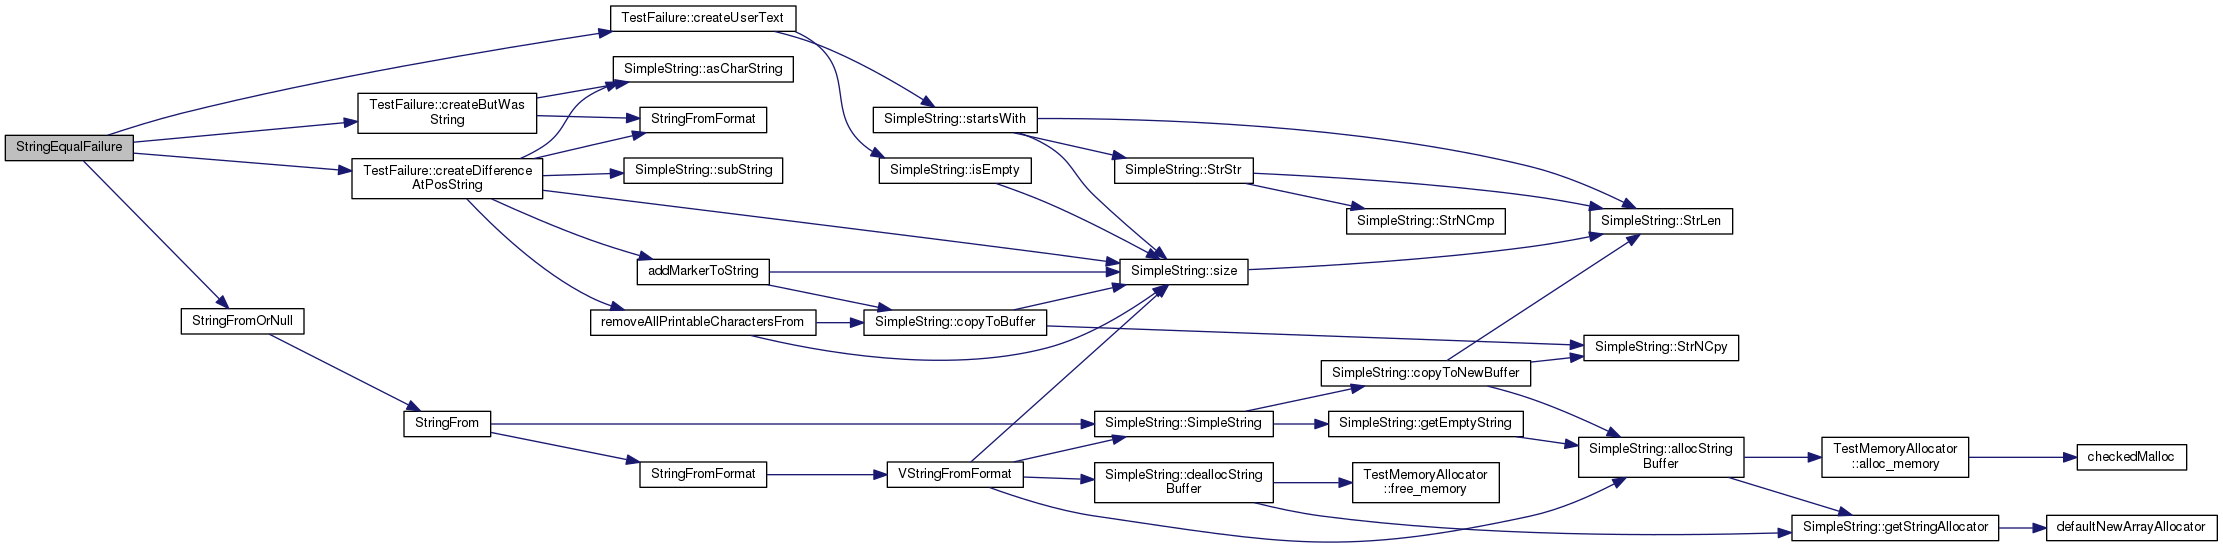 StringEqualFailure
TestFailure::createUserText
SimpleString::asCharString
TestFailure::createButWas
String
StringFromFormat
TestFailure::createDifference
AtPosString
SimpleString::subString
addMarkerToString
removeAllPrintableCharactersFrom
StringFromOrNull
StringFrom
StringFromFormat
SimpleString::startsWith
SimpleString::isEmpty
SimpleString::copyToBuffer
VStringFromFormat
SimpleString::StrStr
SimpleString::size
SimpleString::SimpleString
SimpleString::deallocString
Buffer
SimpleString::StrNCmp
SimpleString::copyToNewBuffer
SimpleString::getEmptyString
TestMemoryAllocator
::free_memory
SimpleString::StrLen
SimpleString::StrNCpy
SimpleString::allocString
Buffer
TestMemoryAllocator
::alloc_memory
SimpleString::getStringAllocator
checkedMalloc
defaultNewArrayAllocator